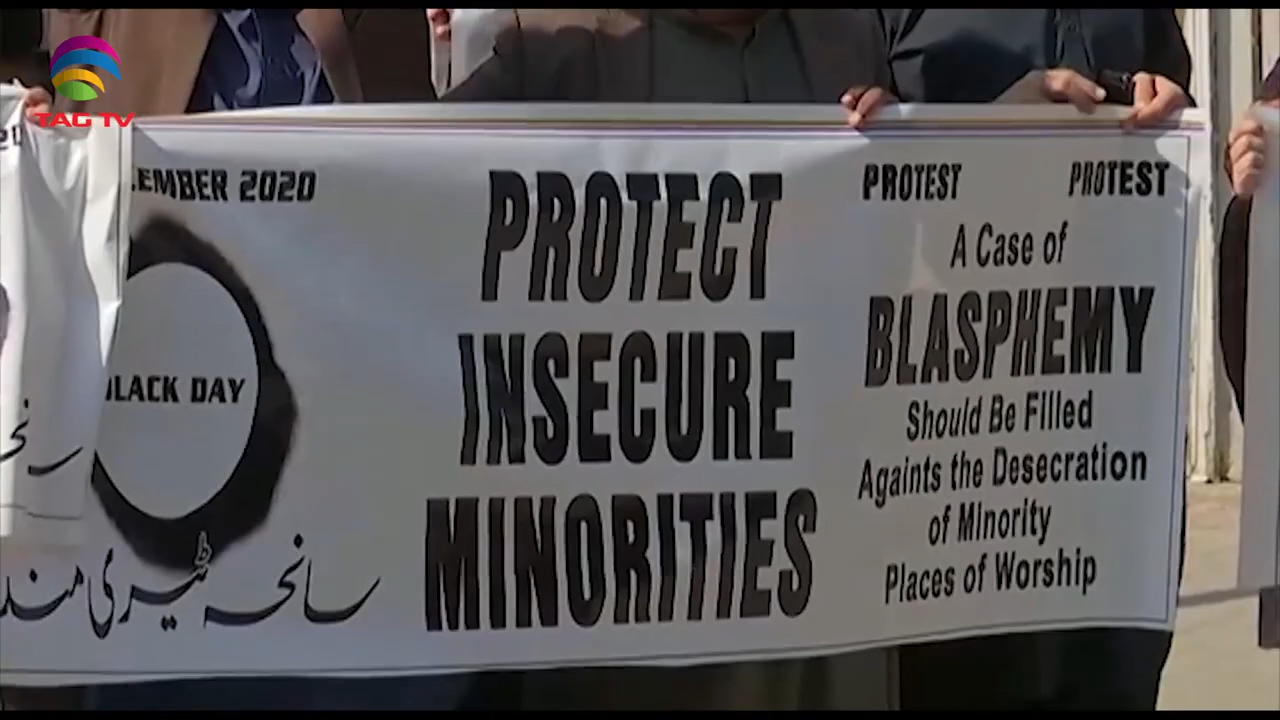 TAG TV
EMBER 2020
BLACK DAY
سانحہ ٹیری مند
PROTECT
INSECURE
MINORITIES
PROTEST PROTEST
A Case of
BLASPHEMY
Should Be Filled
Againts the Desecration
of Minority
Places of Worship